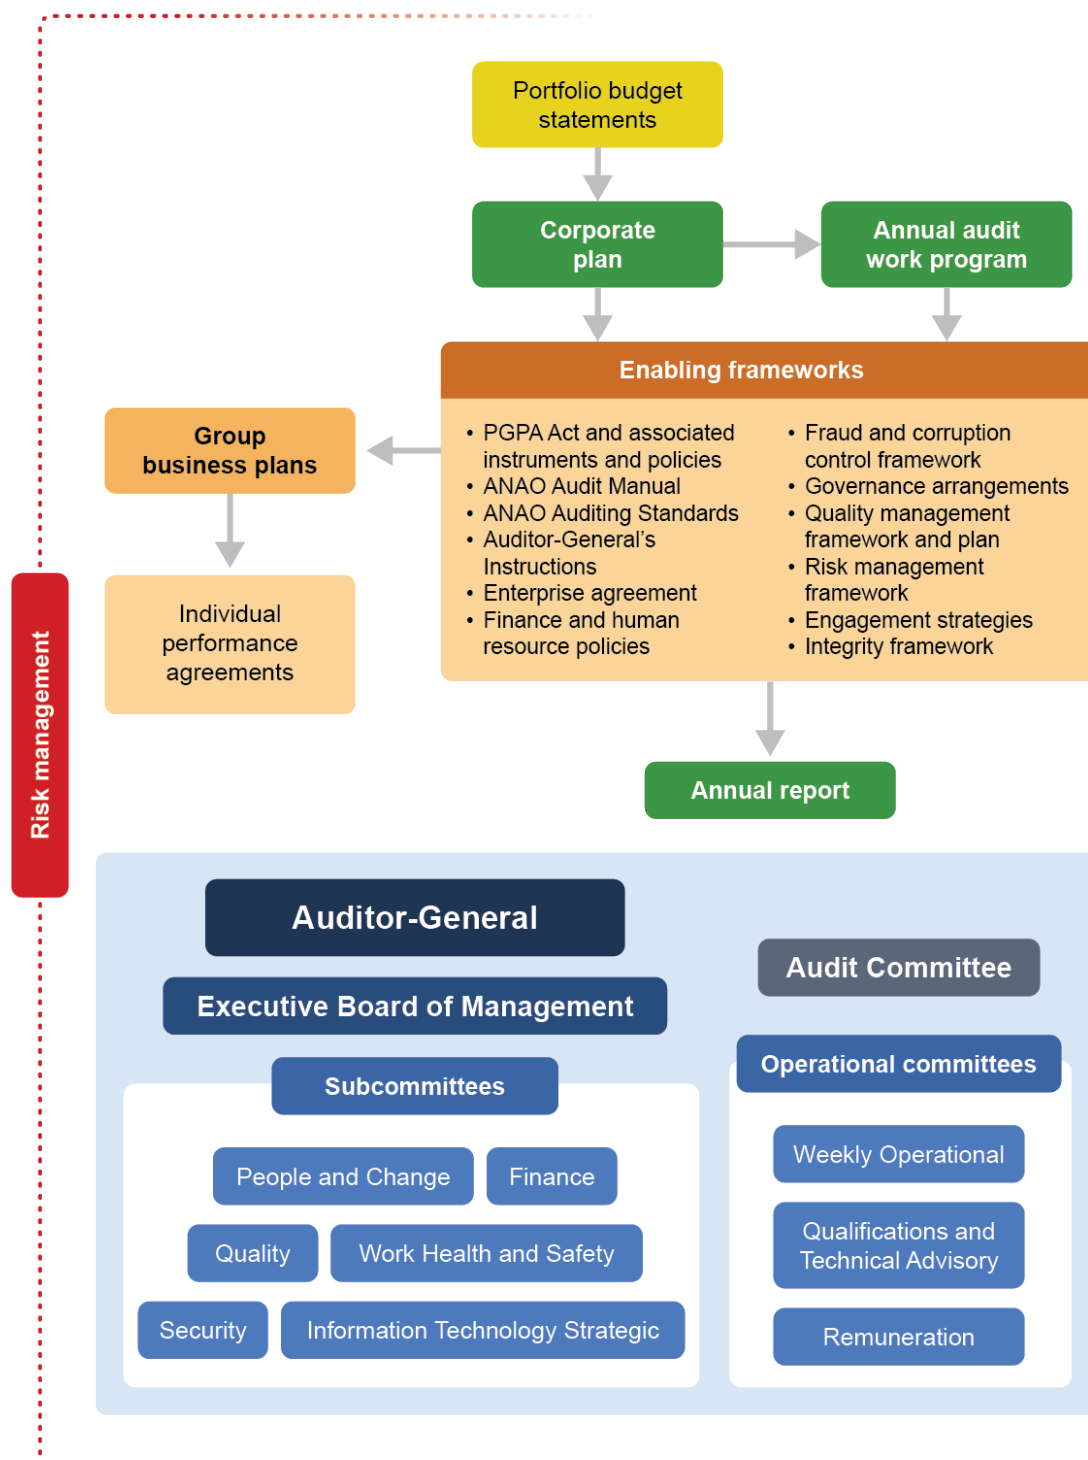 Portfolio budget
statements
Corporate
plan
Annual audit
work program
Enabling frameworks
• PGPA Act and associated
instruments and policies
• ANAO Audit Manual
• ANAO Auditing Standards
• Auditor-General’s
Instructions
• Enterprise agreement
• Finance and human
resource policies
• Fraud and corruption
control framework
• Governance arrangements
• Quality management
framework and plan
• Risk management
framework
• Engagement strategies
• Integrity framework
Group
business plans
Individual
performance
agreements
Risk management
Annual report
Auditor-General
Executive Board of Management
Subcommittees
People and Change
Finance
Quality
Work Health and Safety
Security
Information Technology Strategic
Audit Committee
Operational committees
Weekly Operational
Qualifications and
Technical Advisory
Remuneration